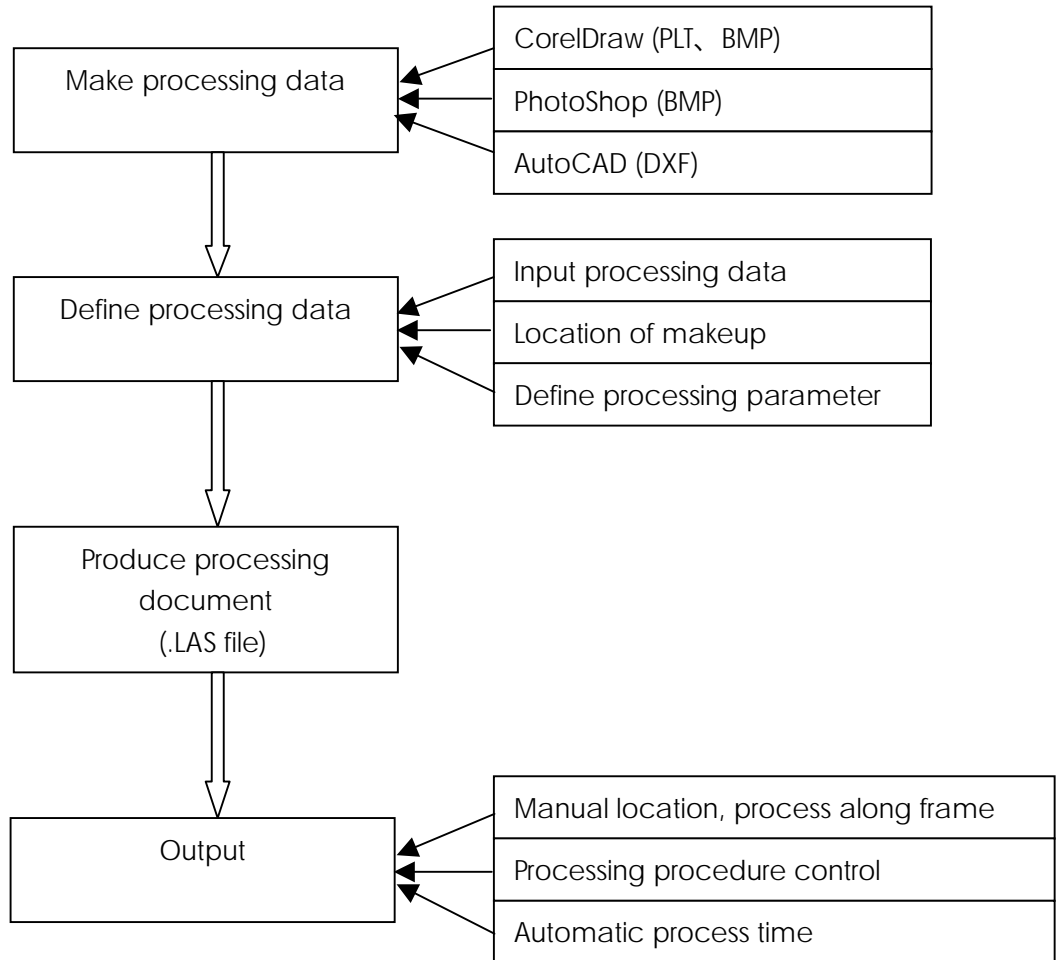 Make processing data
CorelDraw (PLT、BMP)
PhotoShop (BMP)
AutoCAD (DXF)
Define processing data
Input processing data
Location of makeup
Define processing parameter
Produce processing
document
(.LAS file)
Output
Manual location, process along frame
Processing procedure control
Automatic process time